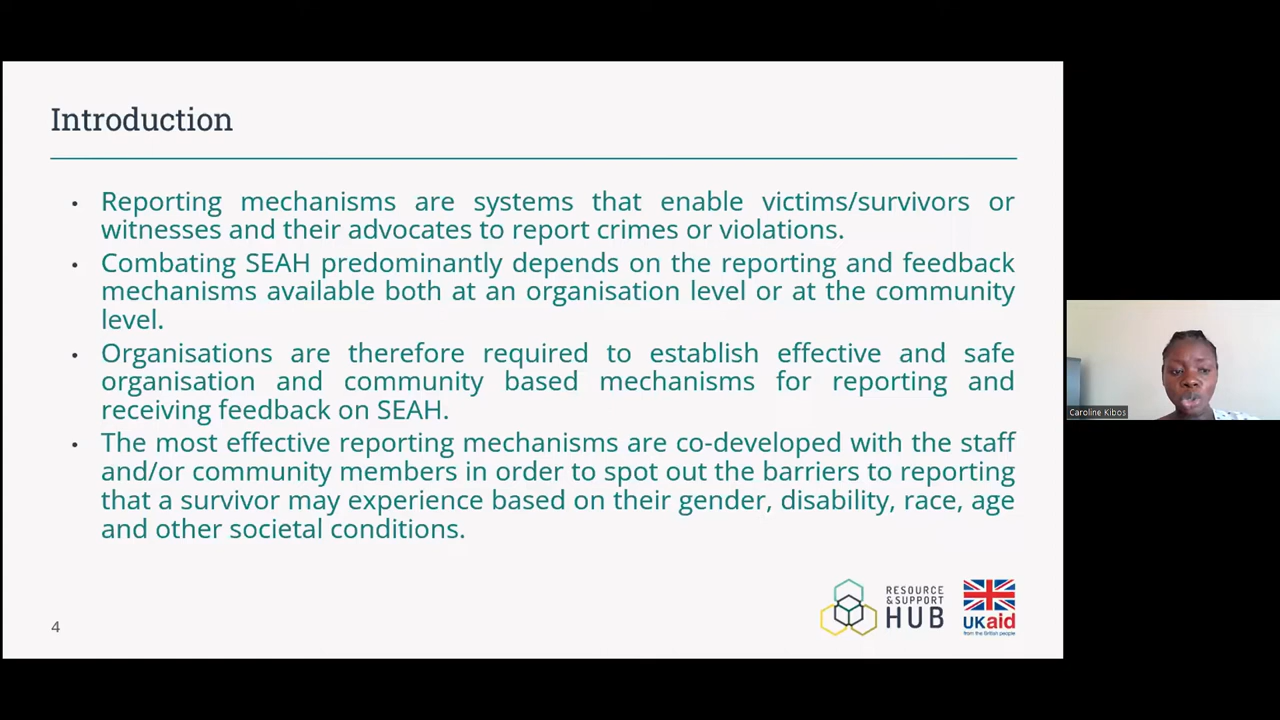 Introduction
• Reporting mechanisms are systems that enable victims/survivors or
witnesses and their advocates to report crimes or violations.
• Combating SEAH predominantly depends on the reporting and feedback
mechanisms available both at an organisation level or at the community
level.
• Organisations are therefore required to establish effective and safe
organisation and community based mechanisms for reporting and
receiving feedback on SEAH.
• The most effective reporting mechanisms are co-developed with the staff
and/or community members in order to spot out the barriers to reporting
that a survivor may experience based on their gender, disability, race, age
and other societal conditions.
4
RESOURCE
& SUPPORT
HUB
UKaid
from the British people
Caroline Kibos